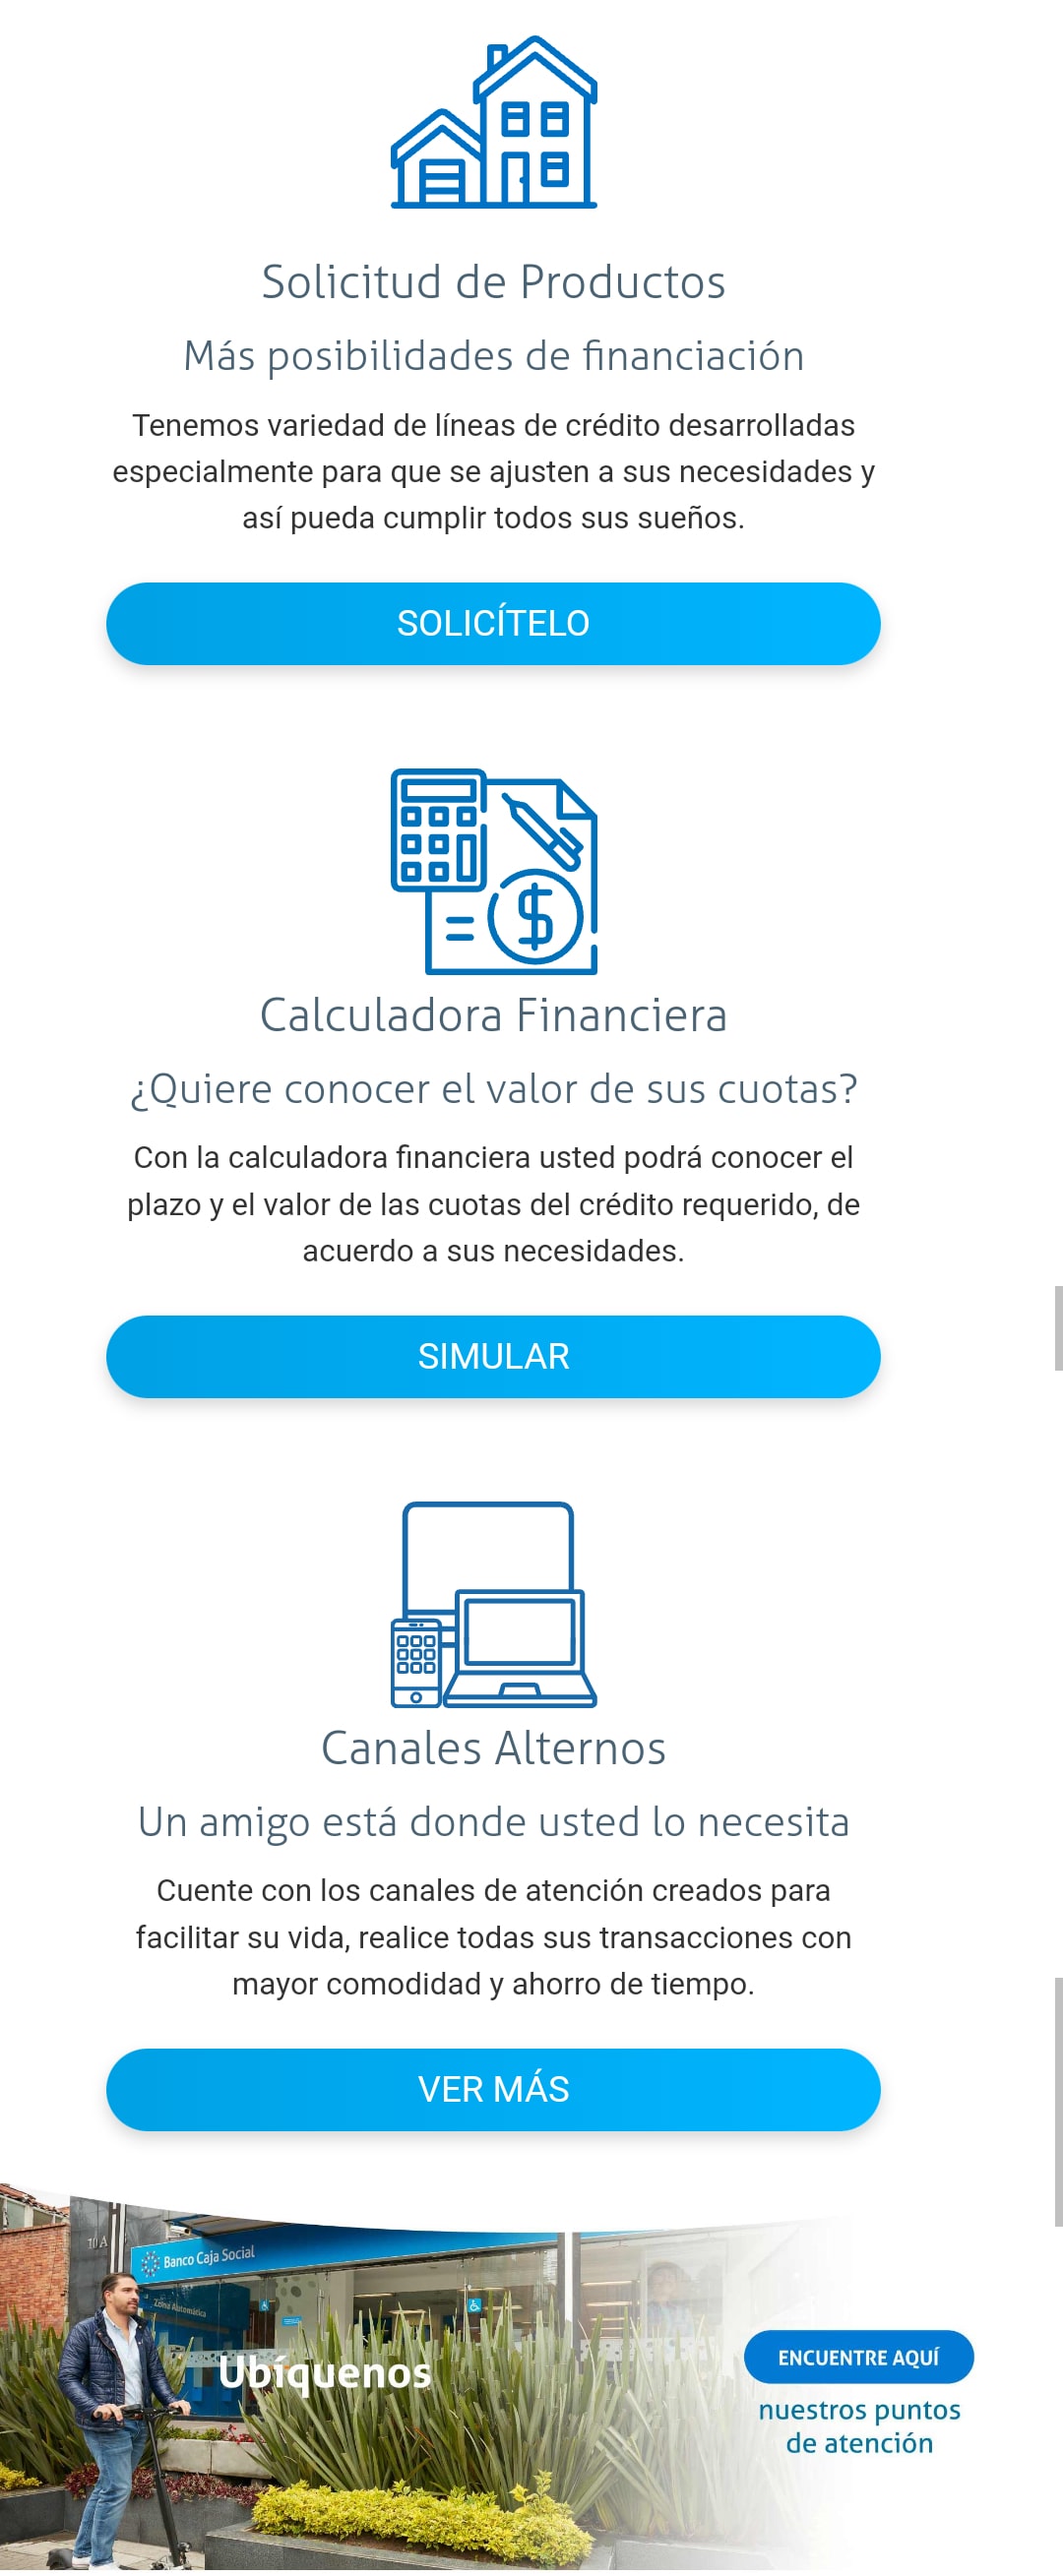 Solicitud de Productos
Más posibilidades de financiación
Tenemos variedad de líneas de crédito desarrolladas
especialmente para que se ajusten a sus necesidades y
así pueda cumplir todos sus sueños.
SOLICÍTELO
$
Calculadora Financiera
¿Quiere conocer el valor de sus cuotas?
Con la calculadora financiera usted podrá conocer el
plazo y el valor de las cuotas del crédito requerido, de
acuerdo a sus necesidades.
SIMULAR
Canales Alternos
Un amigo está donde usted lo necesita
Cuente con los canales de atención creados para
facilitar su vida, realice todas sus transacciones con
mayor comodidad y ahorro de tiempo.
VER MÁS
10A
Banco Caja Social
Zona Automática
Ubíquenos
ENCUENTRE AQUÍ
nuestros puntos
de atención